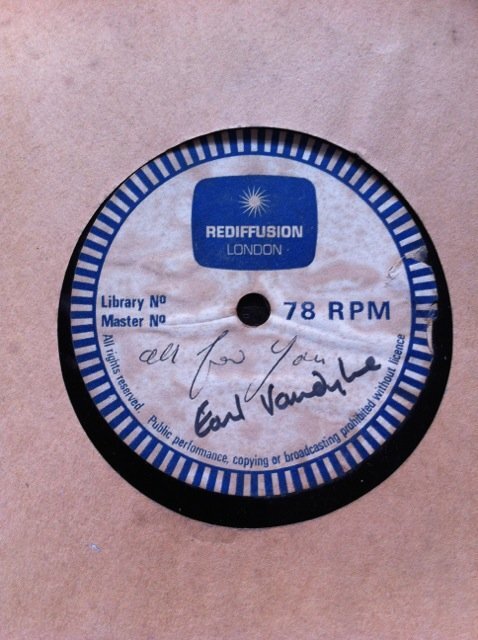 REDIFFUSION
LONDON
Library No
Master No
78 RPM
all for you
Earl Vandyke
All rights reserved Public performance, copying or broadcasting prohibited without licence